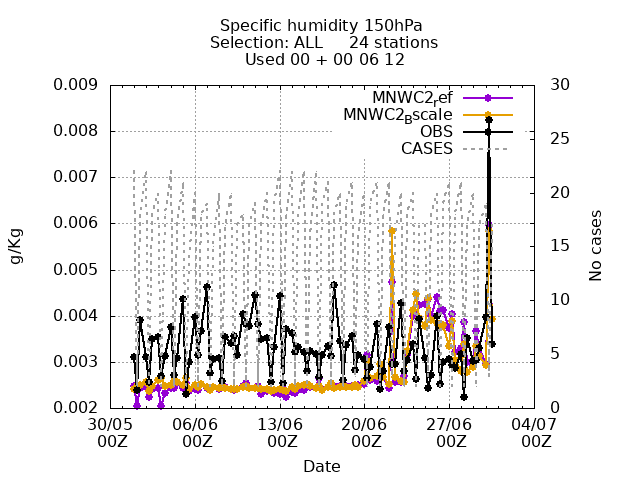 Specific humidity 150hPa
Selection: ALL 24 stations
Used 00 + 00 06 12
0.009
0.008
0.007
0.006
0.005
0.004
0.003
0.002
g/Kg
30
25
20
15
10
5
0
No cases
MNWC2ref
MNWC2Bscale
OBS
CASES
30/05 06/06 13/06 20/06 27/06 04/07
00Z 00Z 00Z 00Z 00Z 00Z
Date